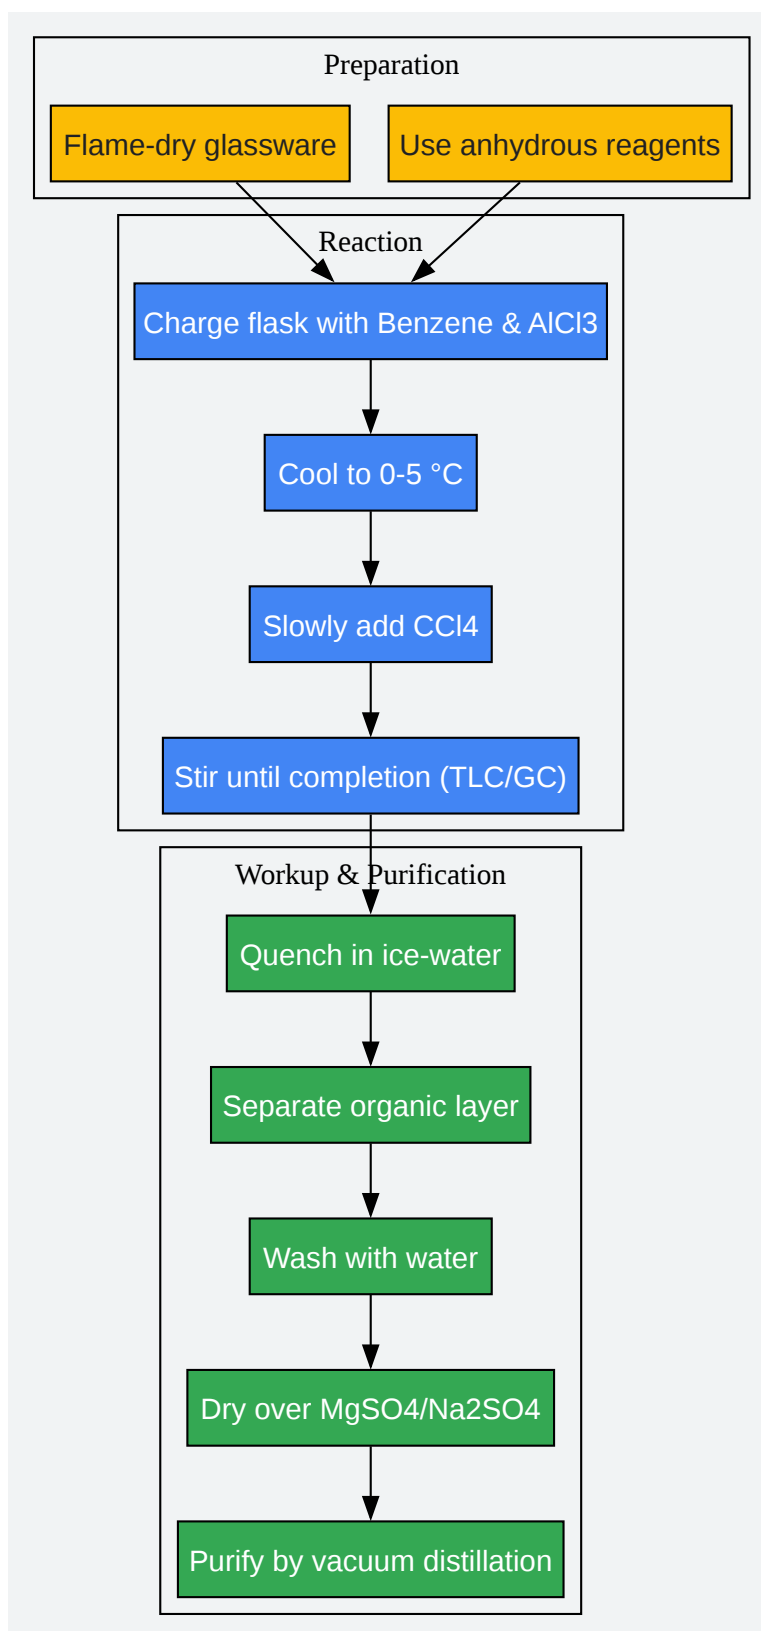 Preparation
Flame-dry glassware
Use anhydrous reagents
Reaction
Charge flask with Benzene & AlCl3
Cool to 0-5 °C
Slowly add CCl4
Stir until completion (TLC/GC)
Workup & Purification
Quench in ice-water
Separate organic layer
Wash with water
Dry over MgSO4/Na2SO4
Purify by vacuum distillation